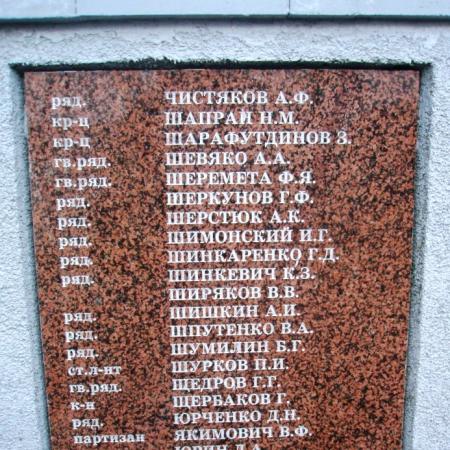 ряд. ЧИСТЯКОВ А.Ф.
кр-ц ШАПРАЙ Н.М.
кр-ц ШАРАФУТДИНОВ З.
гв.ряд. ШЕВЯКО А.А.
гв.ряд. ШЕРЕМЕТА Ф.Я.
ряд. ШЕРКУНОВ Г.Ф.
ряд. ШЕРСТЮК А.К.
ряд. ШИМОНСКИЙ И.Г.
ряд. ШИНКАРЕНКО Г.Д.
ряд. ШИНКЕВИЧ К.З.
ШИРЯКОВ В.В.
ряд. ШИШКИН А.И.
ряд. ШПУТЕНКО В.А.
ряд. ШУМИЛИН Б.Г.
ст.л-нт ШУРКОВ П.И.
гв.ряд. ЩЕДРОВ Г.Г.
к-н ЩЕРБАКОВ Г.
ряд. ЮРЧЕНКО Д.Н.
партизан ЯКИМОВИЧ В.Ф.